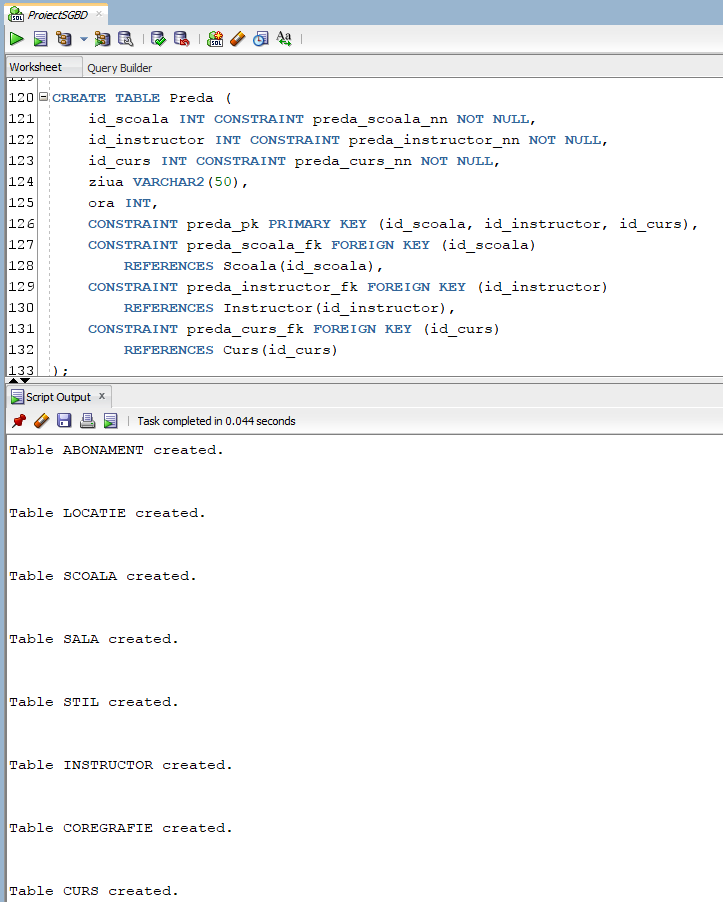 ProiectSGBD
Worksheet Query Builder
119
120 CREATE TABLE Preda (
121 id_scoala INT CONSTRAINT preda_scoala_nn NOT NULL,
122 id_instructor INT CONSTRAINT preda_instructor_nn NOT NULL,
123 id_curs INT CONSTRAINT preda_curs_nn NOT NULL,
124 ziua VARCHAR2(50),
125 ora INT,
126 CONSTRAINT preda_pk PRIMARY KEY (id_scoala, id_instructor, id_curs),
127 CONSTRAINT preda_scoala_fk FOREIGN KEY (id_scoala)
128 REFERENCES Scoala(id_scoala),
129 CONSTRAINT preda_instructor_fk FOREIGN KEY (id_instructor)
130 REFERENCES Instructor(id_instructor),
131 CONSTRAINT preda_curs_fk FOREIGN KEY (id_curs)
132 REFERENCES Curs(id_curs)
133 );
Script Output x
Task completed in 0.044 seconds
Table ABONAMENT created.
Table LOCATIE created.
Table SCOALA created.
Table SALA created.
Table STIL created.
Table INSTRUCTOR created.
Table COREGRAFIE created.
Table CURS created.